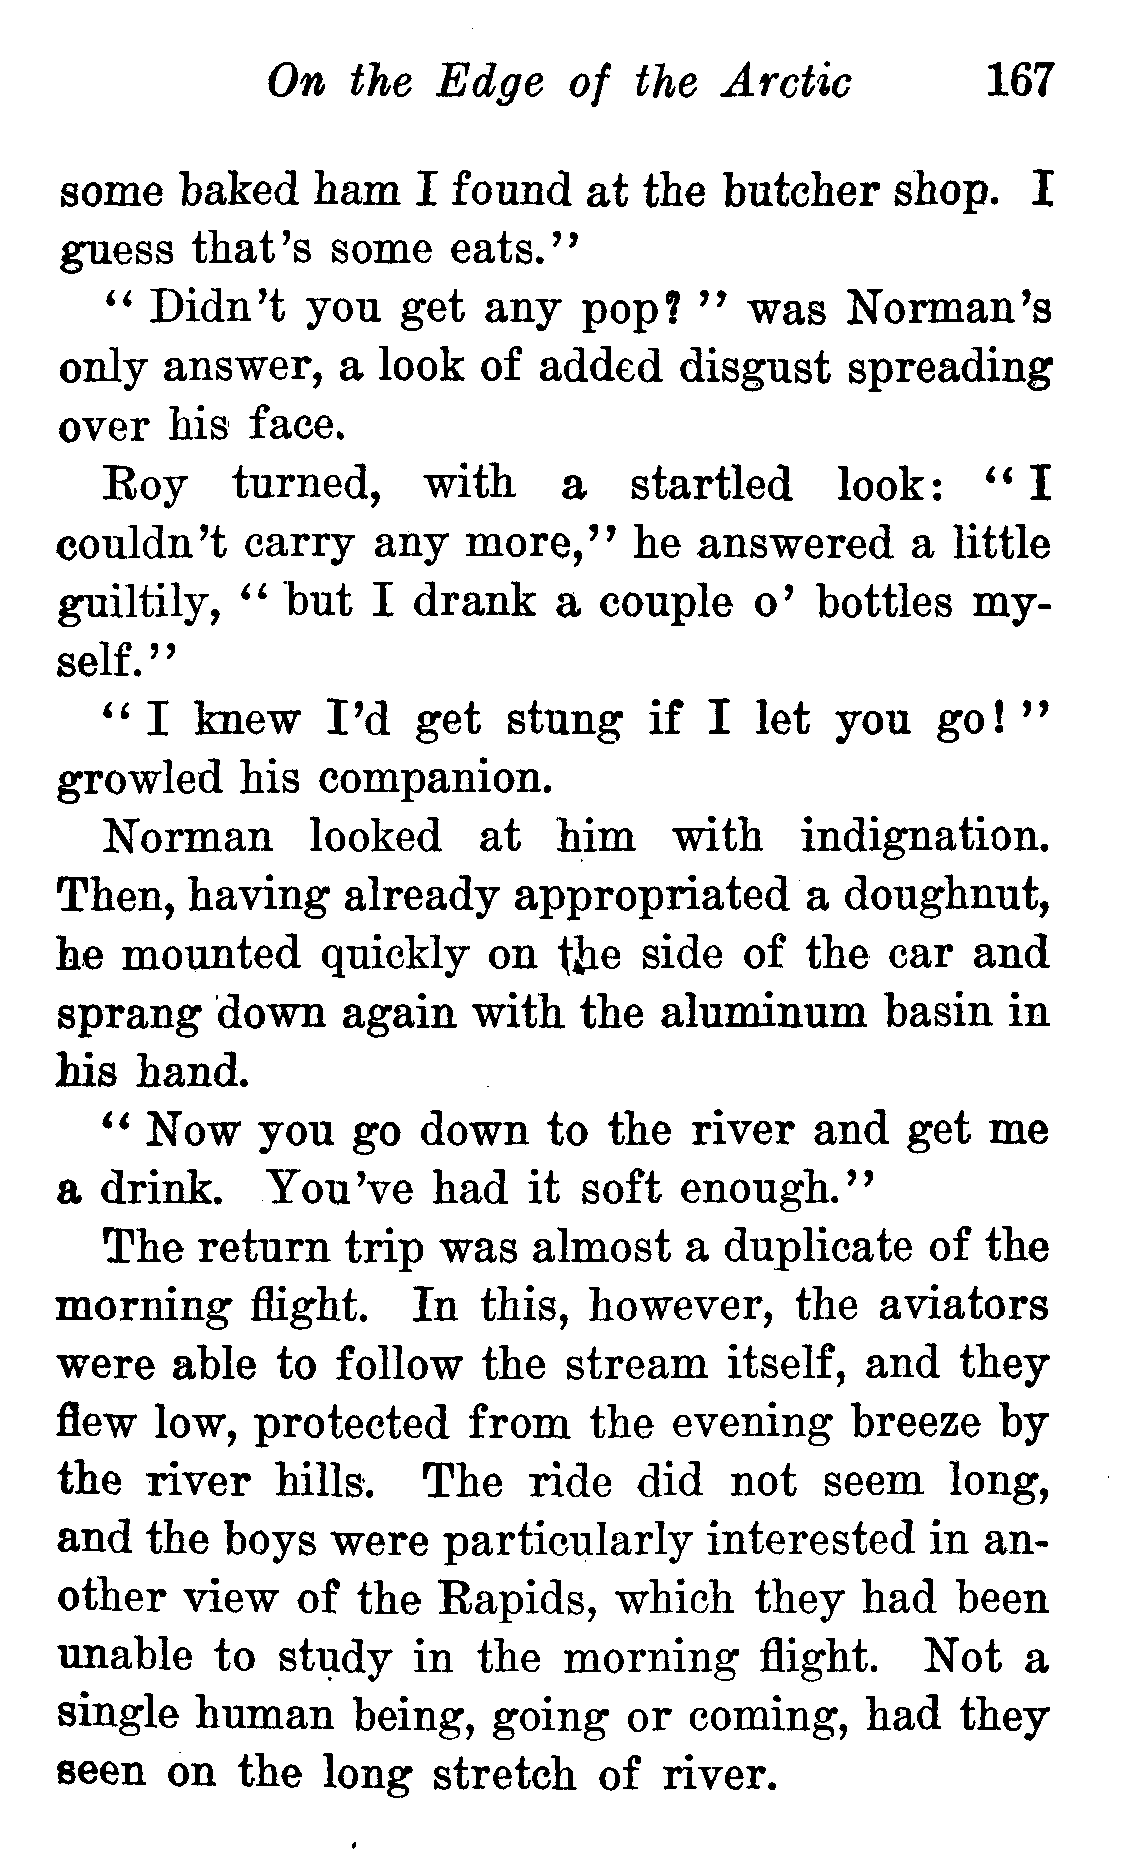 On the Edge of the Arctic 167
some baked ham I found at the butcher shop. I
guess that's some eats."
" Didn't you get any pop? " was Norman's
only answer, a look of added disgust spreading
over his face.
Roy turned, with a startled look: " I
couldn't carry any more," he answered a little
guiltily, " but I drank a couple o' bottles my-
self."
" I knew I'd get stung if I let you go! "
growled his companion.
Norman looked at him with indignation.
Then, having already appropriated a doughnut,
he mounted quickly on the side of the car and
sprang down again with the aluminum basin in
his hand.
" Now you go down to the river and get me
a drink. You've had it soft enough."
The return trip was almost a duplicate of the
morning flight. In this, however, the aviators
were able to follow the stream itself, and they
flew low, protected from the evening breeze by
the river hills. The ride did not seem long,
and the boys were particularly interested in an-
other view of the Rapids, which they had been
unable to study in the morning flight. Not a
single human being, going or coming, had they
seen on the long stretch of river.